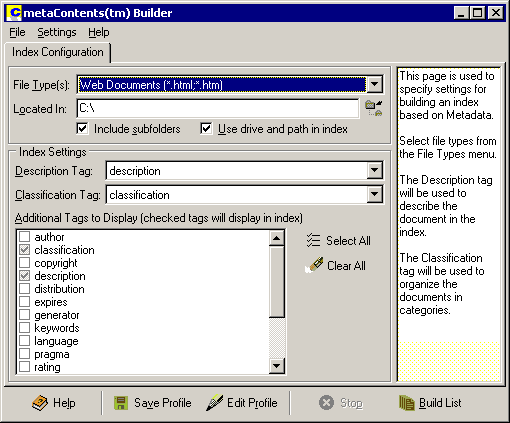 metaContents(tm) Builder
File Settings Help
Index Configuration
File Type(s): Web Documents (*.html;*.htm)
Located In: C:\
Include subfolders Use drive and path in index
Index Settings
Description Tag: description
Classification Tag: classification
Additional Tags to Display (checked tags will display in index)
author
classification
copyright
description
distribution
expires
generator
keywords
language
pragma
rating
Select All
Clear All
This page is used to
specify settings for
building an index
based on Metadata.
Select file types from
the File Types menu.
The Description tag
will be used to
describe the
document in the
index.
The Classification
tag will be used to
organize the
documents in
categories.
Help Save Profile Edit Profile Stop Build List